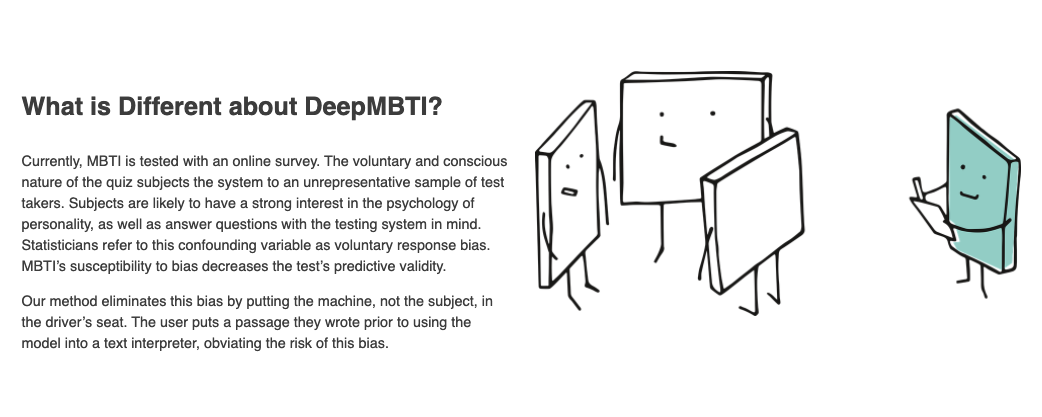 What is Different about DeepMBTI?
Currently, MBTI is tested with an online survey. The voluntary and conscious
nature of the quiz subjects the system to an unrepresentative sample of test
takers. Subjects are likely to have a strong interest in the psychology of
personality, as well as answer questions with the testing system in mind.
Statisticians refer to this confounding variable as voluntary response bias.
MBTI’s susceptibility to bias decreases the test’s predictive validity.
Our method eliminates this bias by putting the machine, not the subject, in
the driver’s seat. The user puts a passage they wrote prior to using the
model into a text interpreter, obviating the risk of this bias.